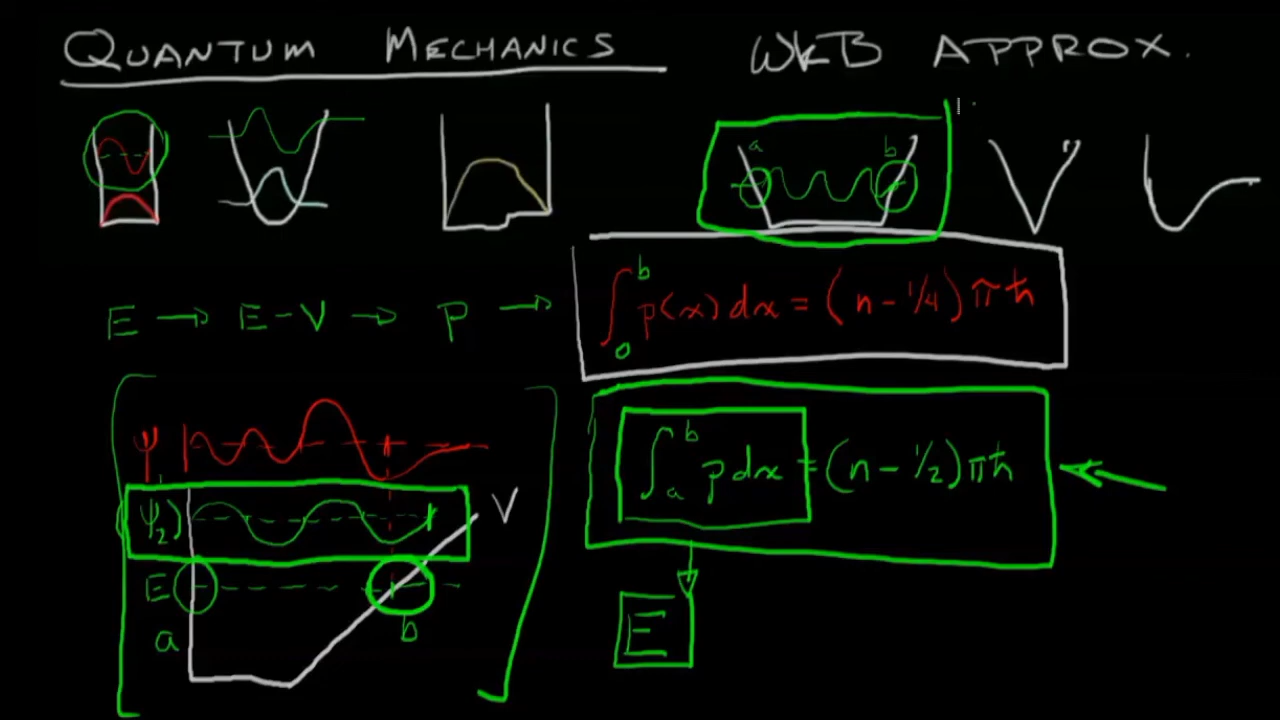 QUANTUM MECHANICS WKB APPROX.
a b
E → E-V → p → ∫₀ᵇ p(x) dx = (n - 1/4) πħ
ψ₁
∫ₐᵇ p dx = (n - 1/2) πħ
ψ₂ V
E
a b
E